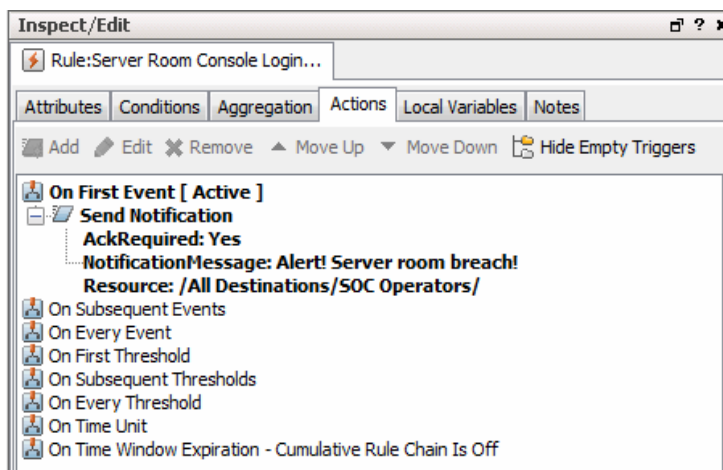 Inspect/Edit ?
Rule:Server Room Console Login...
Attributes Conditions Aggregation Actions Local Variables Notes
Add Edit Remove Move Up Move Down Hide Empty Triggers
On First Event [ Active ]
Send Notification
AckRequired: Yes
NotificationMessage: Alert! Server room breach!
Resource: /All Destinations/SOC Operators/
On Subsequent Events
On Every Event
On First Threshold
On Subsequent Thresholds
On Every Threshold
On Time Unit
On Time Window Expiration - Cumulative Rule Chain Is Off